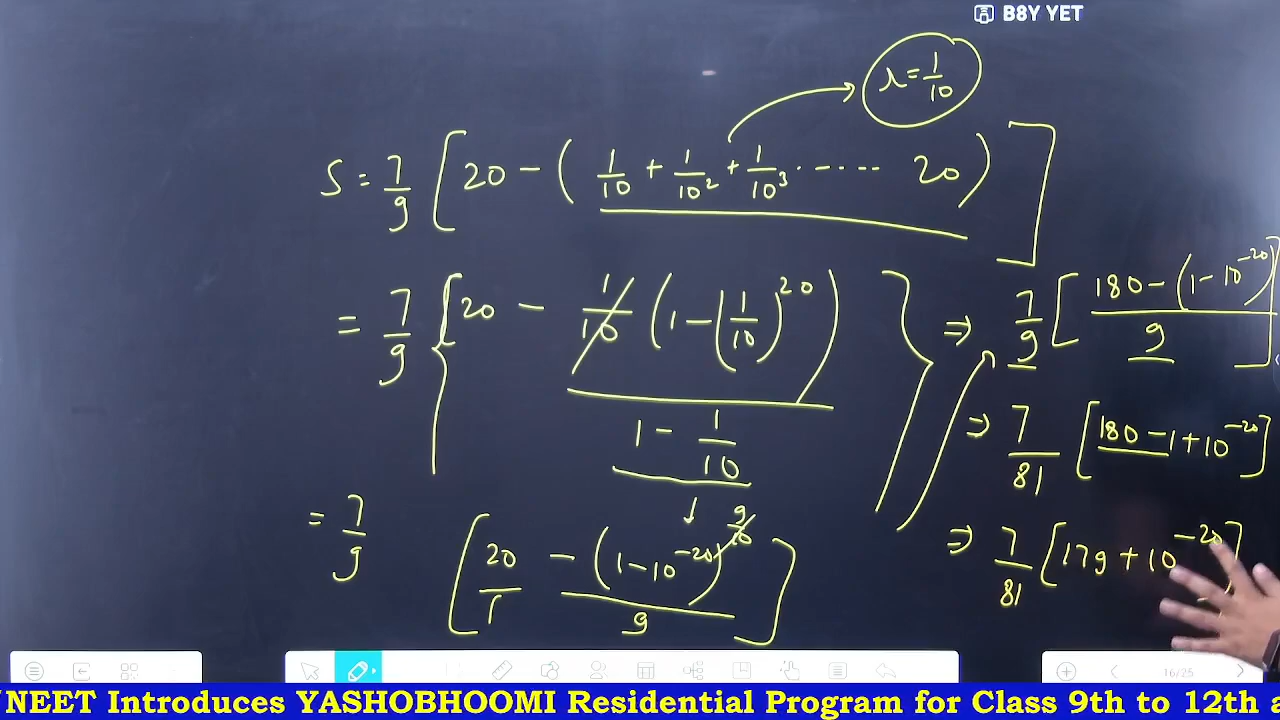 B8Y YET
r = 1/10
S = 7/9 [ 20 - ( 1/10 + 1/10² + 1/10³ ------- 20 ) ]
= 7/9 { 20 - 1/10 ( 1 - (1/10)²⁰ ) / 1 - 1/10 }
9/10
= 7/9 [ 20/1 - (1 - 10⁻²⁰)/9 ]
⇒ 7/9 [ 180 - (1 - 10⁻²⁰) / 9 ]
⇒ 7/81 [ 180 - 1 + 10⁻²⁰ ]
⇒ 7/81 [ 179 + 10⁻²⁰ ]
16/25
NEET Introduces YASHOBHOOMI Residential Program for Class 9th to 12th